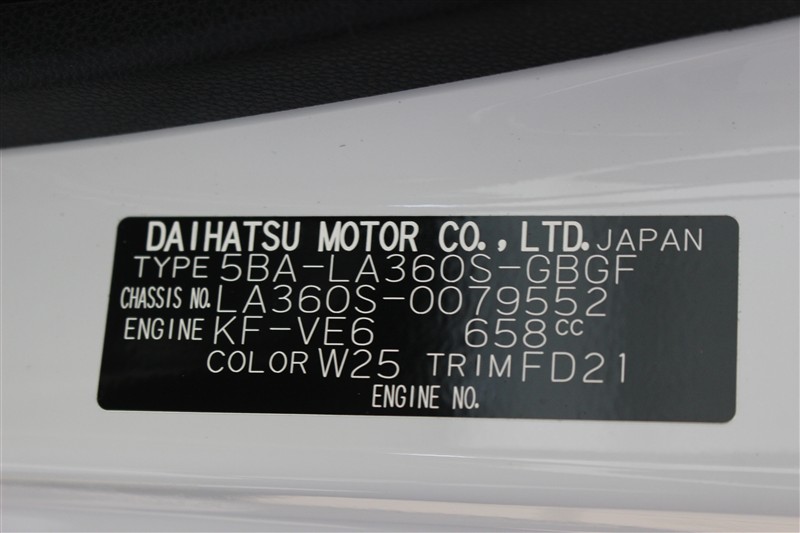 DAIHATSU MOTOR CO.,LTD. JAPAN
TYPE 5BA-LA360S-GBGF
CHASSIS NO. LA360S-0079552
ENGINE KF-VE6 658CC
COLOR W25 TRIM FD21
ENGINE NO.